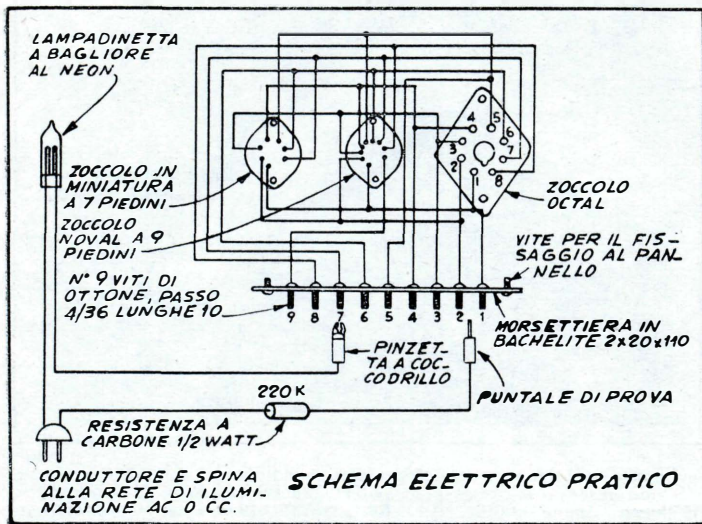 LAMPADINETTA
A BAGLIORE
AL NEON
ZOCCOLO IN
MINIATURA
A 7 PIEDINI
ZOCCOLO
NOVAL A 9
PIEDINI
N° 9 VITI DI
OTTONE, PASSO
4/36 LUNGHE 10
4
5
3
6
2
7
1
8
ZOCCOLO
OCTAL
VITE PER IL FIS-
SAGGIO AL PAN-
NELLO
9 8 7 6 5 4 3 2 1
MORSETTIERA IN
BACHELITE 2x20x110
PINZET-
TA A COC-
CODRILLO
PUNTALE DI PROVA
220K
RESISTENZA A
CARBONE 1/2 WATT
CONDUTTORE E SPINA
ALLA RETE DI ILUMI-
NAZIONE AC O CC.
SCHEMA ELETTRICO PRATICO